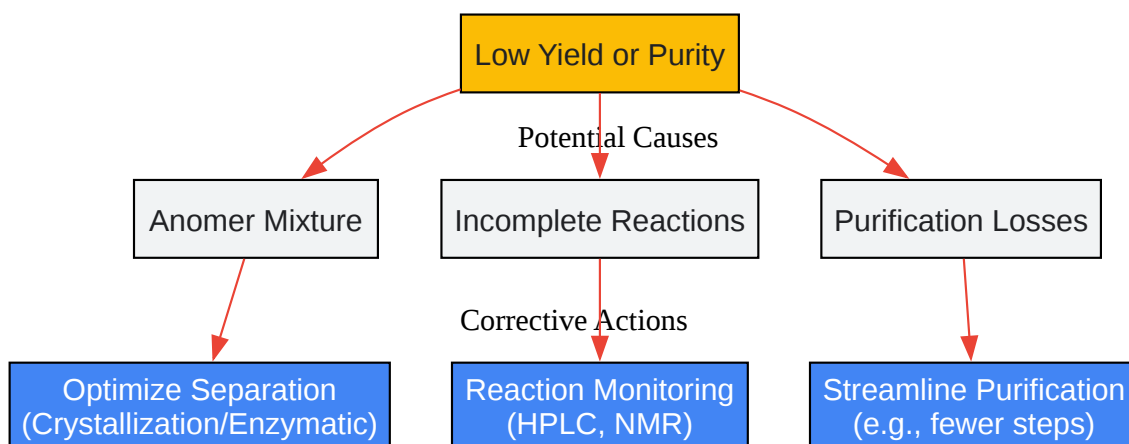 Low Yield or Purity
Potential Causes
Anomer Mixture
Incomplete Reactions
Purification Losses
Corrective Actions
Optimize Separation
(Crystallization/Enzymatic)
Reaction Monitoring
(HPLC, NMR)
Streamline Purification
(e.g., fewer steps)